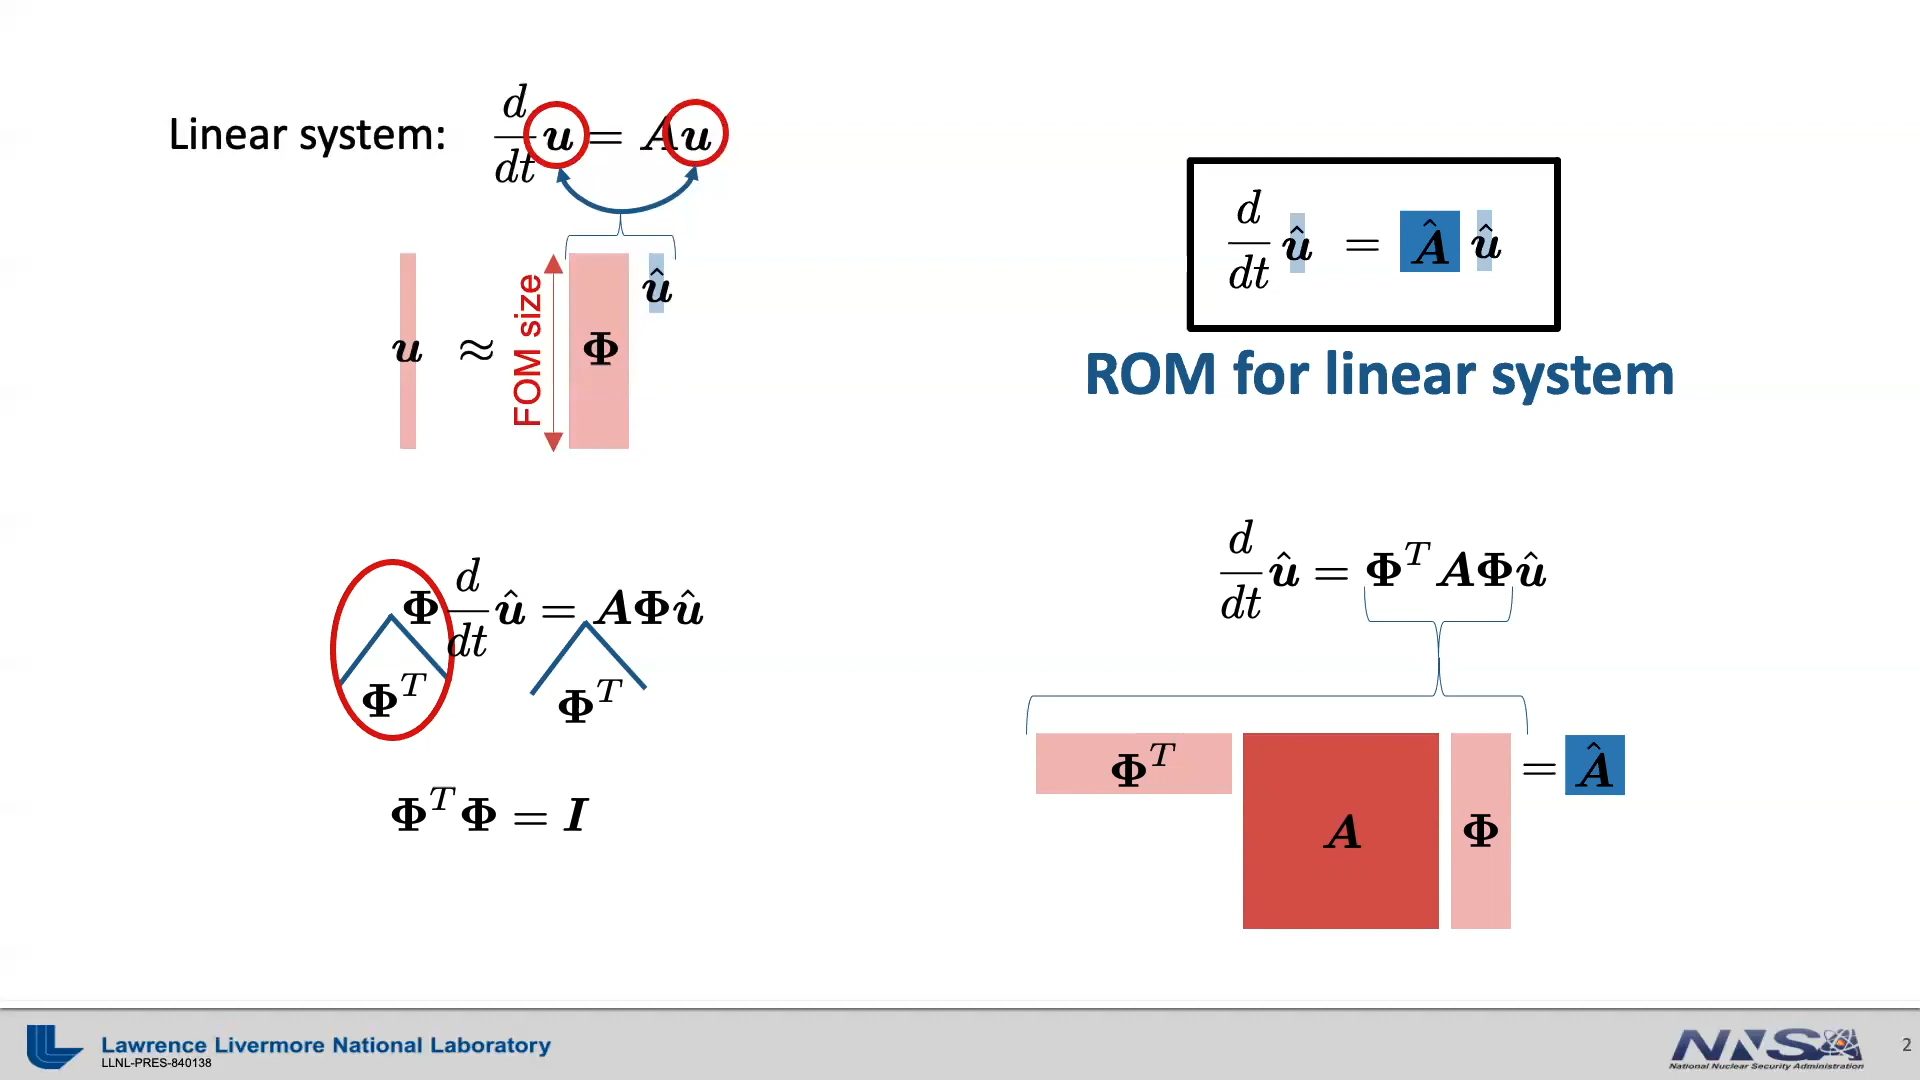 Linear system: d/dt u = Au
u ≈ Φ û
FOM size
Φ d/dt û = AΦû
Φ^T Φ^T
Φ^T Φ = I
d/dt û = Â û
ROM for linear system
d/dt û = Φ^T AΦû
Φ^T A Φ = Â
Lawrence Livermore National Laboratory
LLNL-PRES-840138
NNSA
National Nuclear Security Administration
2